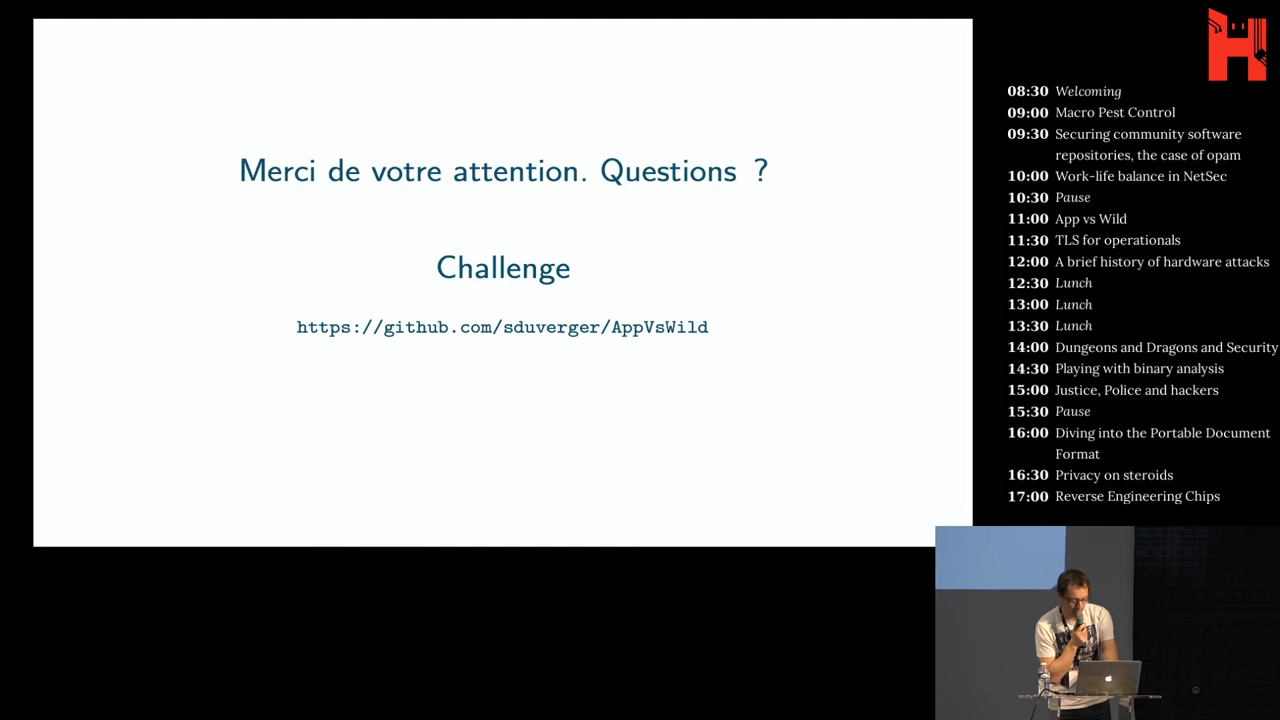 Merci de votre attention. Questions ?
Challenge
https://github.com/sduverger/AppVsWild
08:30 Welcoming
09:00 Macro Pest Control
09:30 Securing community software
repositories, the case of opam
10:00 Work-life balance in NetSec
10:30 Pause
11:00 App vs Wild
11:30 TLS for operationals
12:00 A brief history of hardware attacks
12:30 Lunch
13:00 Lunch
13:30 Lunch
14:00 Dungeons and Dragons and Security
14:30 Playing with binary analysis
15:00 Justice, Police and hackers
15:30 Pause
16:00 Diving into the Portable Document
Format
16:30 Privacy on steroids
17:00 Reverse Engineering Chips